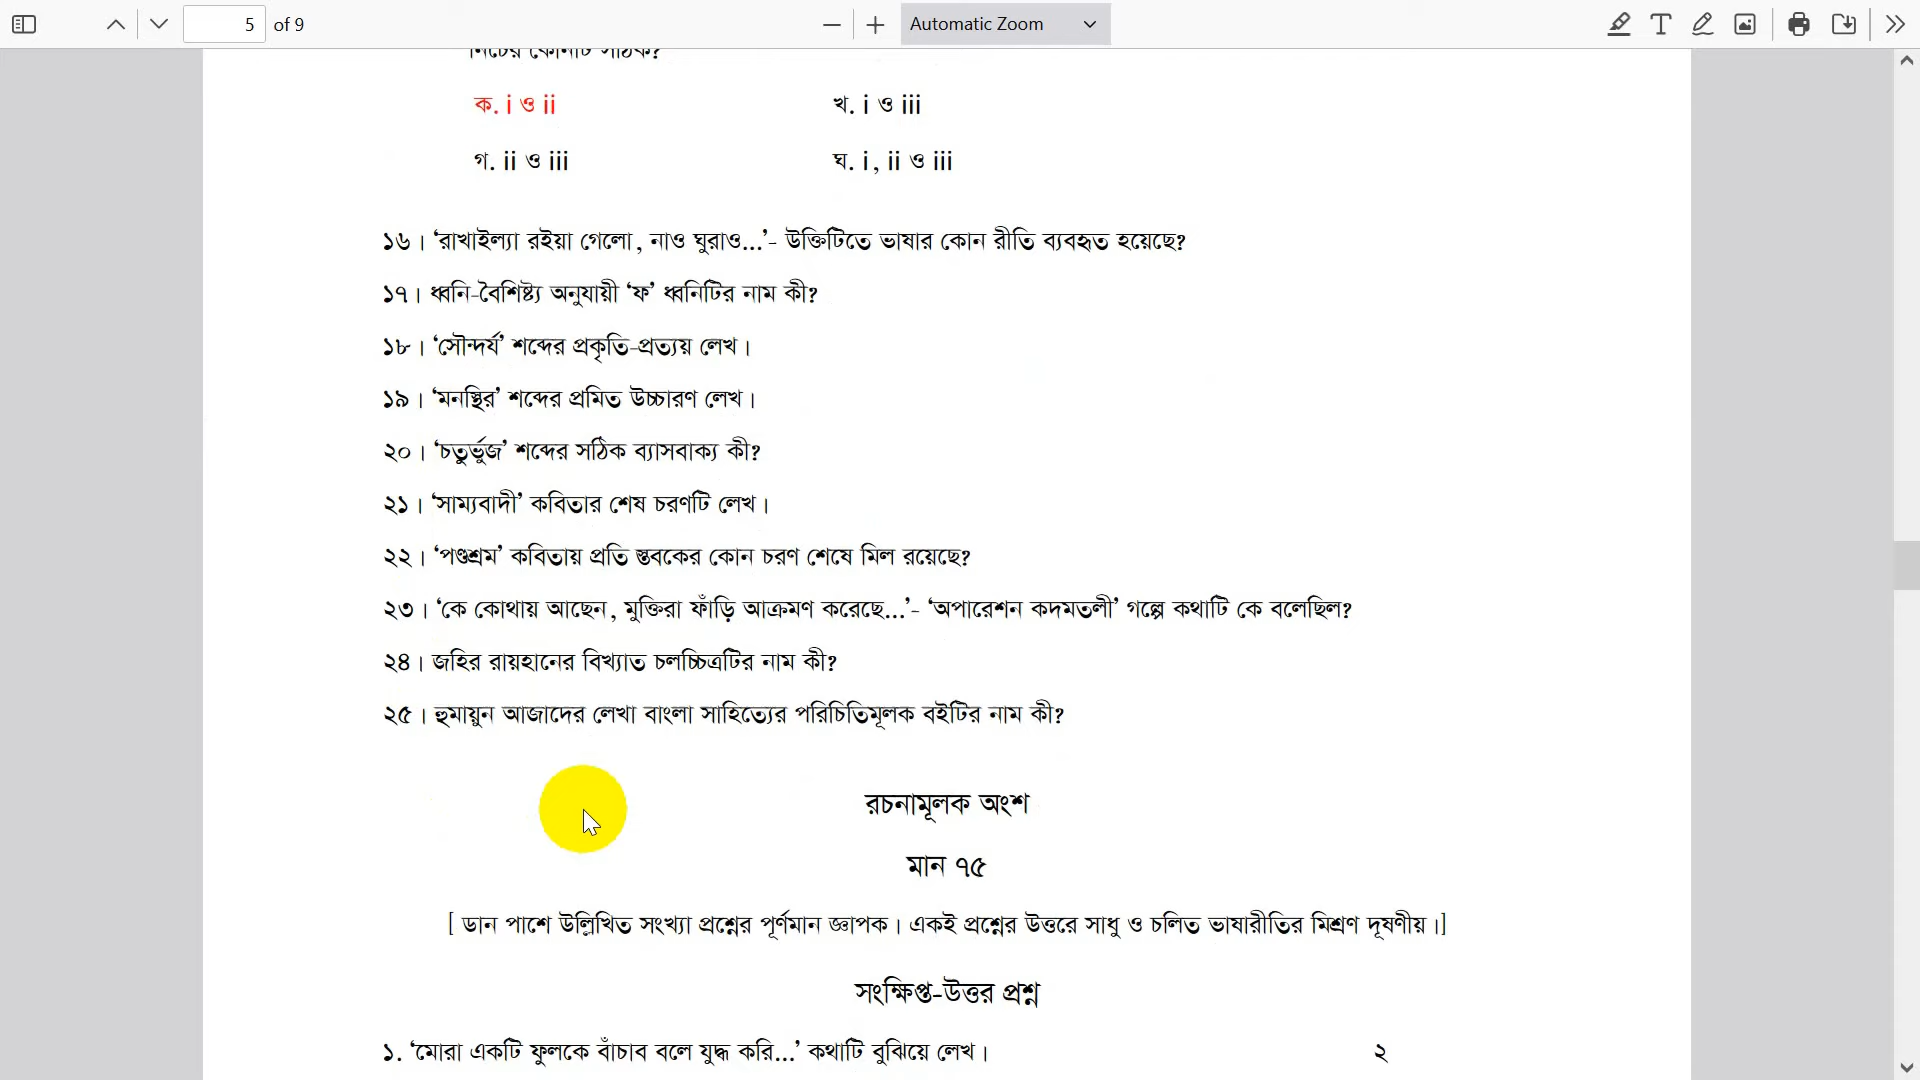 5 of 9 Automatic Zoom
নিচের কোনটি সঠিক?
ক. i ও ii খ. i ও iii
গ. ii ও iii ঘ. i, ii ও iii
১৬। ‘রাখাইল্যা রইয়া গেলো, নাও ঘুরাও...’- উক্তিটিতে ভাষার কোন রীতি ব্যবহৃত হয়েছে?
১৭। ধ্বনি-বৈশিষ্ট্য অনুযায়ী ‘ফ’ ধ্বনিটির নাম কী?
১৮। ‘সৌন্দর্য’ শব্দের প্রকৃতি-প্রত্যয় লেখ।
১৯। ‘মনস্থির’ শব্দের প্রমিত উচ্চারণ লেখ।
২০। ‘চতুর্ভুজ’ শব্দের সঠিক ব্যাসবাক্য কী?
২১। ‘সাম্যবাদী’ কবিতার শেষ চরণটি লেখ।
২২। ‘পণ্ডশ্রম’ কবিতায় প্রতি স্তবকের কোন চরণ শেষে মিল রয়েছে?
২৩। ‘কে কোথায় আছেন, মুক্তিরা ফাঁড়ি আক্রমণ করেছে...’- ‘অপারেশন কদমতলী’ গল্পে কথাটি কে বলেছিল?
২৪। জহির রায়হানের বিখ্যাত চলচ্চিত্রটির নাম কী?
২৫। হুমায়ুন আজাদের লেখা বাংলা সাহিত্যের পরিচিতিমূলক বইটির নাম কী?
রচনামূলক অংশ
মান ৭৫
[ ডান পাশে উল্লিখিত সংখ্যা প্রশ্নের পূর্ণমান জ্ঞাপক। একই প্রশ্নের উত্তরে সাধু ও চলিত ভাষারীতির মিশ্রণ দূষণীয়।]
সংক্ষিপ্ত-উত্তর প্রশ্ন
১. ‘মোরা একটি ফুলকে বাঁচাব বলে যুদ্ধ করি...’ কথাটি বুঝিয়ে লেখ। ২